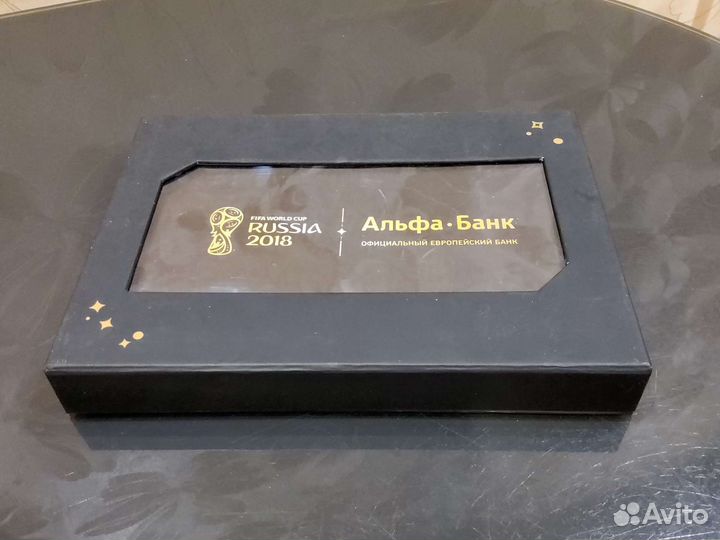 FIFA WORLD CUP
RUSSIA
2018
Альфа·Банк
ОФИЦИАЛЬНЫЙ ЕВРОПЕЙСКИЙ БАНК
Avito